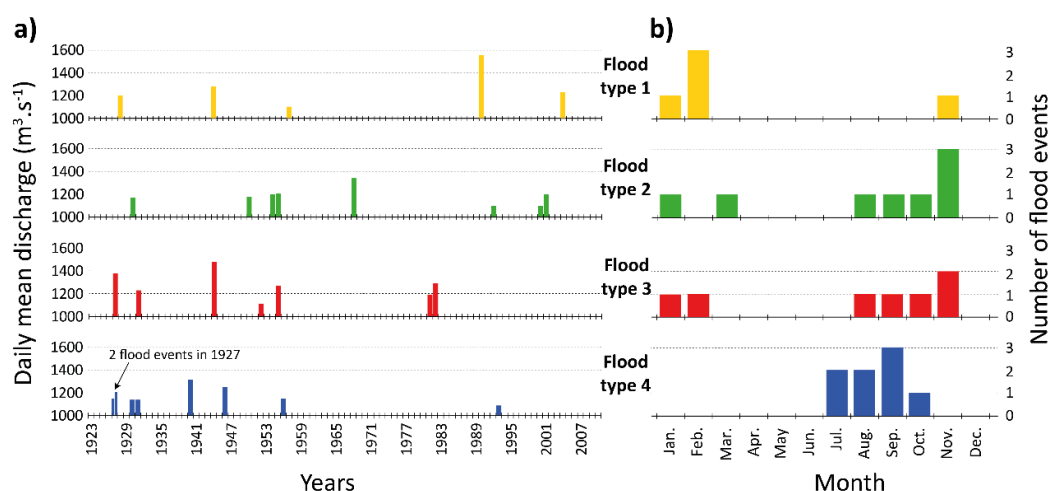 a)
b)
Daily mean discharge (m³.s⁻¹)
1600
1400
1200
1000
Flood
type 1
3
2
1
0
1600
1400
1200
1000
Flood
type 2
3
2
1
0
1600
1400
1200
1000
Flood
type 3
3
2
1
0
1600
1400
1200
1000
2 flood events in 1927
Flood
type 4
3
2
1
0
Number of flood events
1923
1929
1935
1941
1947
1953
1959
1965
1971
1977
1983
1989
1995
2001
2007
Years
Jan.
Feb.
Mar.
Apr.
May
Jun.
Jul.
Aug.
Sep.
Oct.
Nov.
Dec.
Month